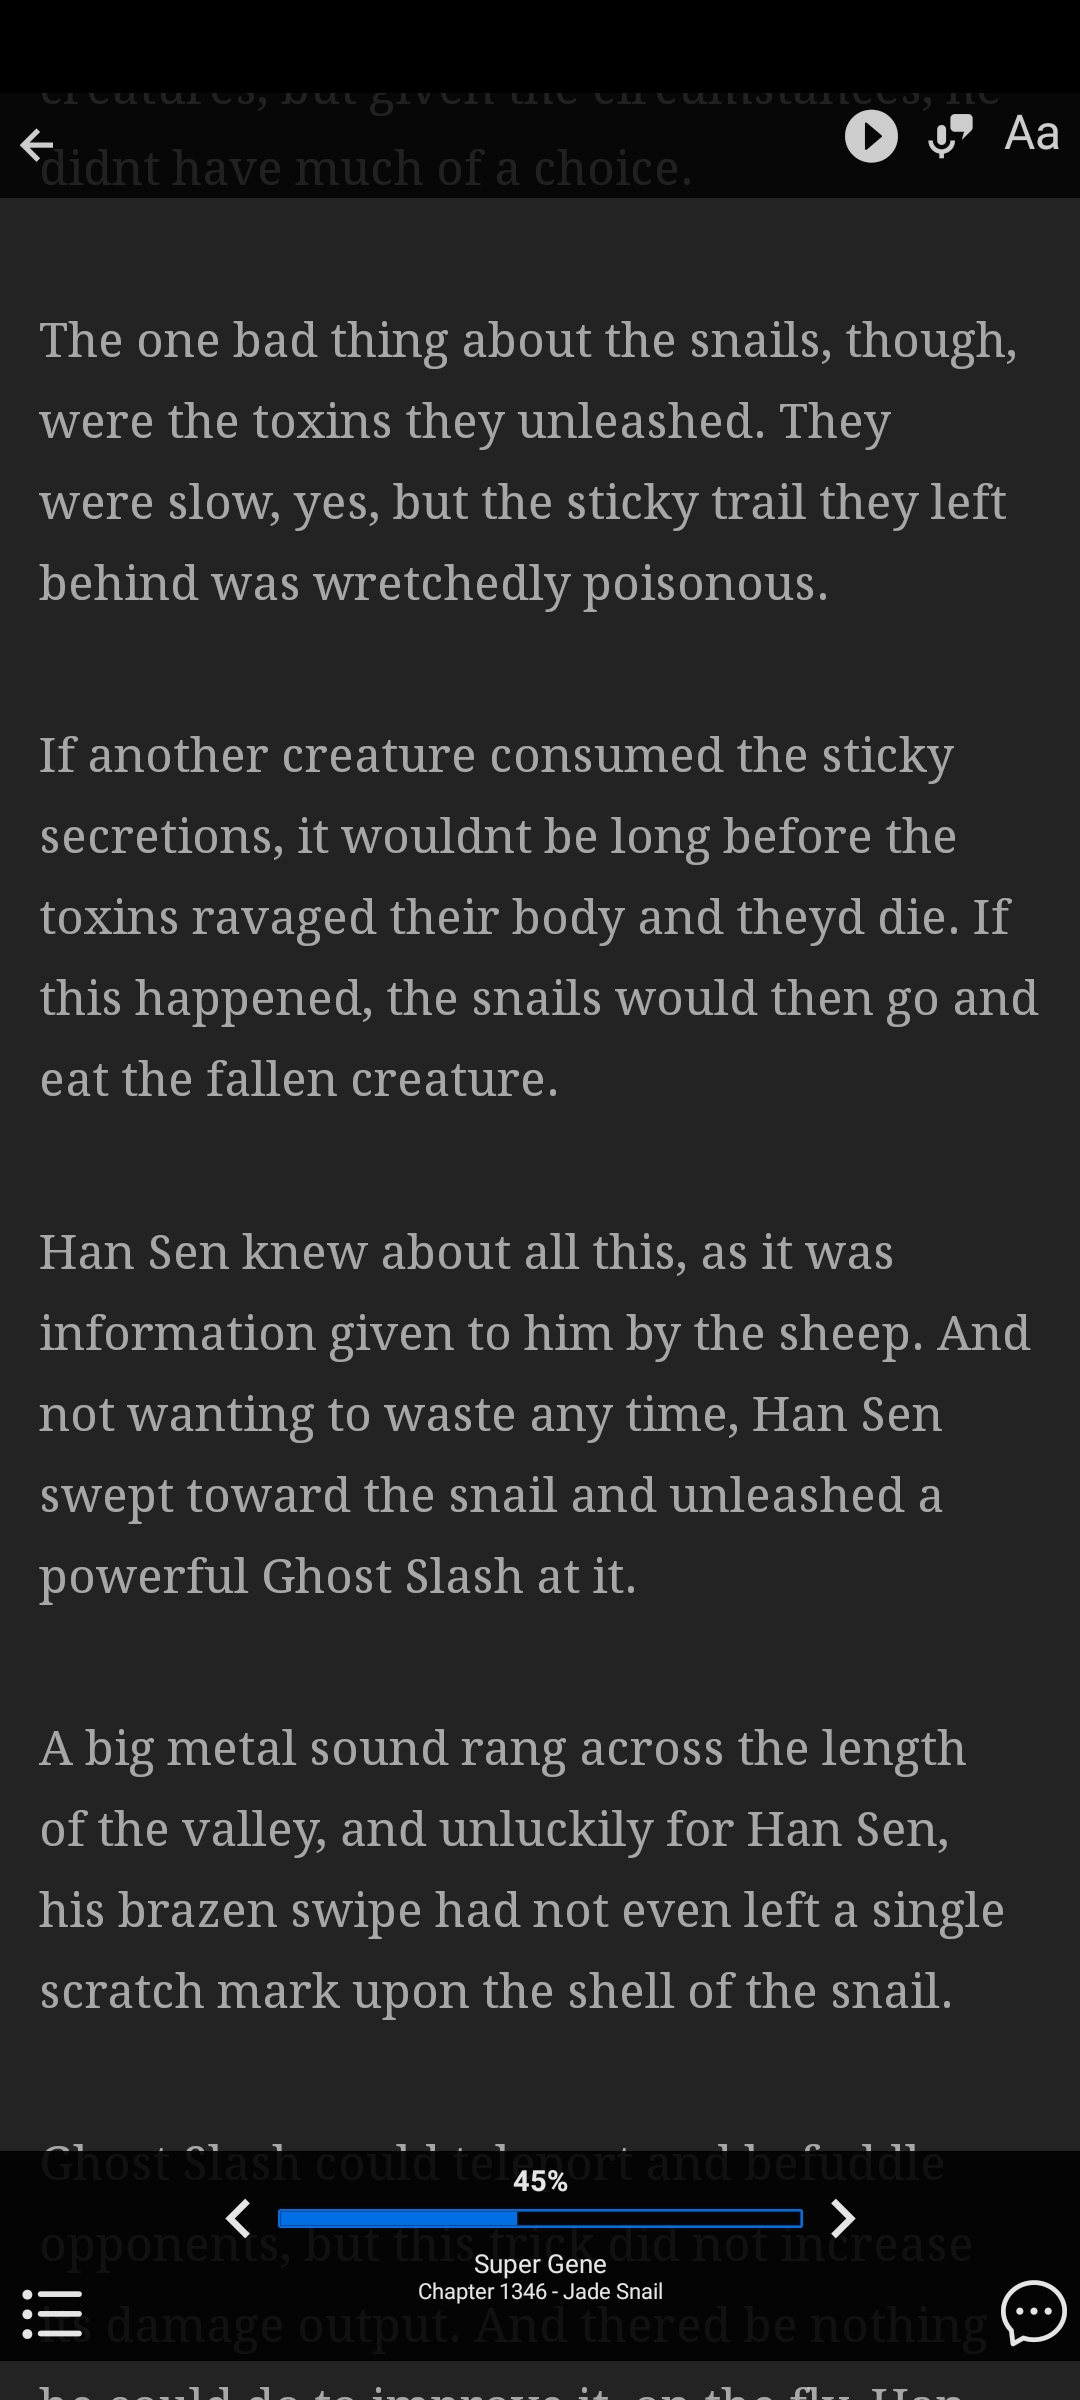 creatures, but given the circumstances, he
didnt have much of a choice.
Aa
The one bad thing about the snails, though,
were the toxins they unleashed. They
were slow, yes, but the sticky trail they left
behind was wretchedly poisonous.
If another creature consumed the sticky
secretions, it wouldnt be long before the
toxins ravaged their body and theyd die. If
this happened, the snails would then go and
eat the fallen creature.
Han Sen knew about all this, as it was
information given to him by the sheep. And
not wanting to waste any time, Han Sen
swept toward the snail and unleashed a
powerful Ghost Slash at it.
A big metal sound rang across the length
of the valley, and unluckily for Han Sen,
his brazen swipe had not even left a single
scratch mark upon the shell of the snail.
Ghost Slash could teleport and befuddle
45%
opponents, but this trick did not increase
Super Gene
Chapter 1346 - Jade Snail
its damage output. And thered be nothing
he could do to improve it, on the fly. Han